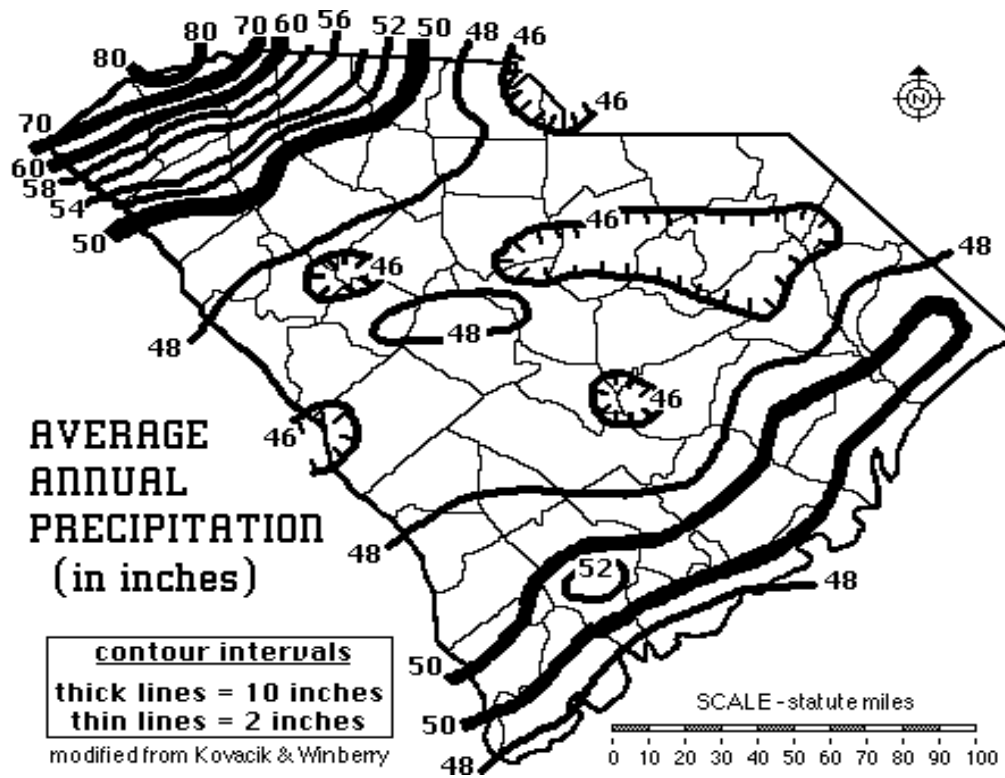 80
80
70
60
56
52
50
48
46
46
70
60
58
54
50
46
46
48
48
48
46
46
48
52
48
50
50
48
N
AVERAGE
ANNUAL
PRECIPITATION
(in inches)
contour intervals
thick lines = 10 inches
thin lines = 2 inches
modified from Kovacik & Winberry
SCALE - statute miles
0 10 20 30 40 50 60 70 80 90 100